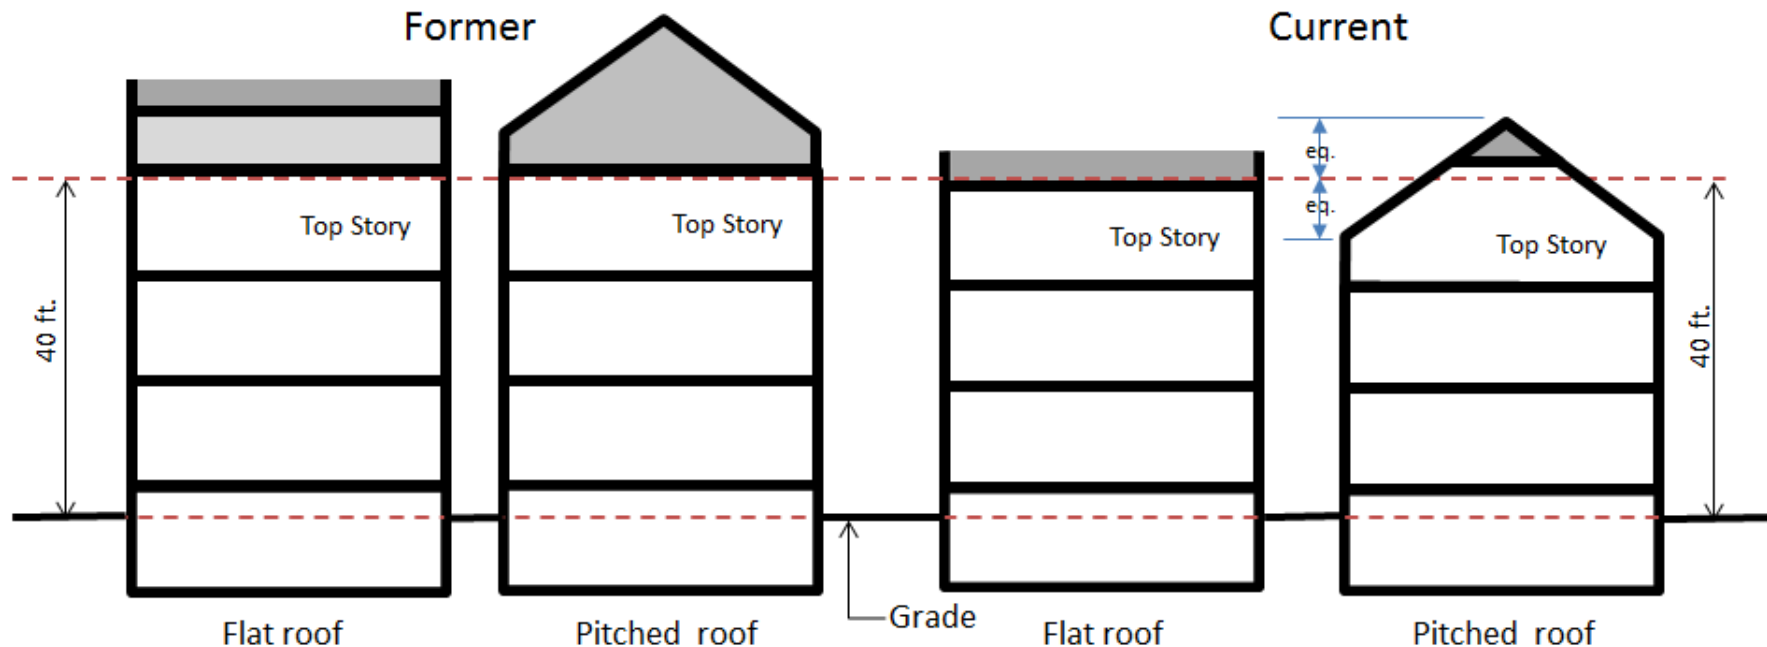 Former
Current
eq.
eq.
Top Story
Top Story
Top Story
Top Story
40 ft.
40 ft.
Grade
Flat roof
Pitched roof
Flat roof
Pitched roof